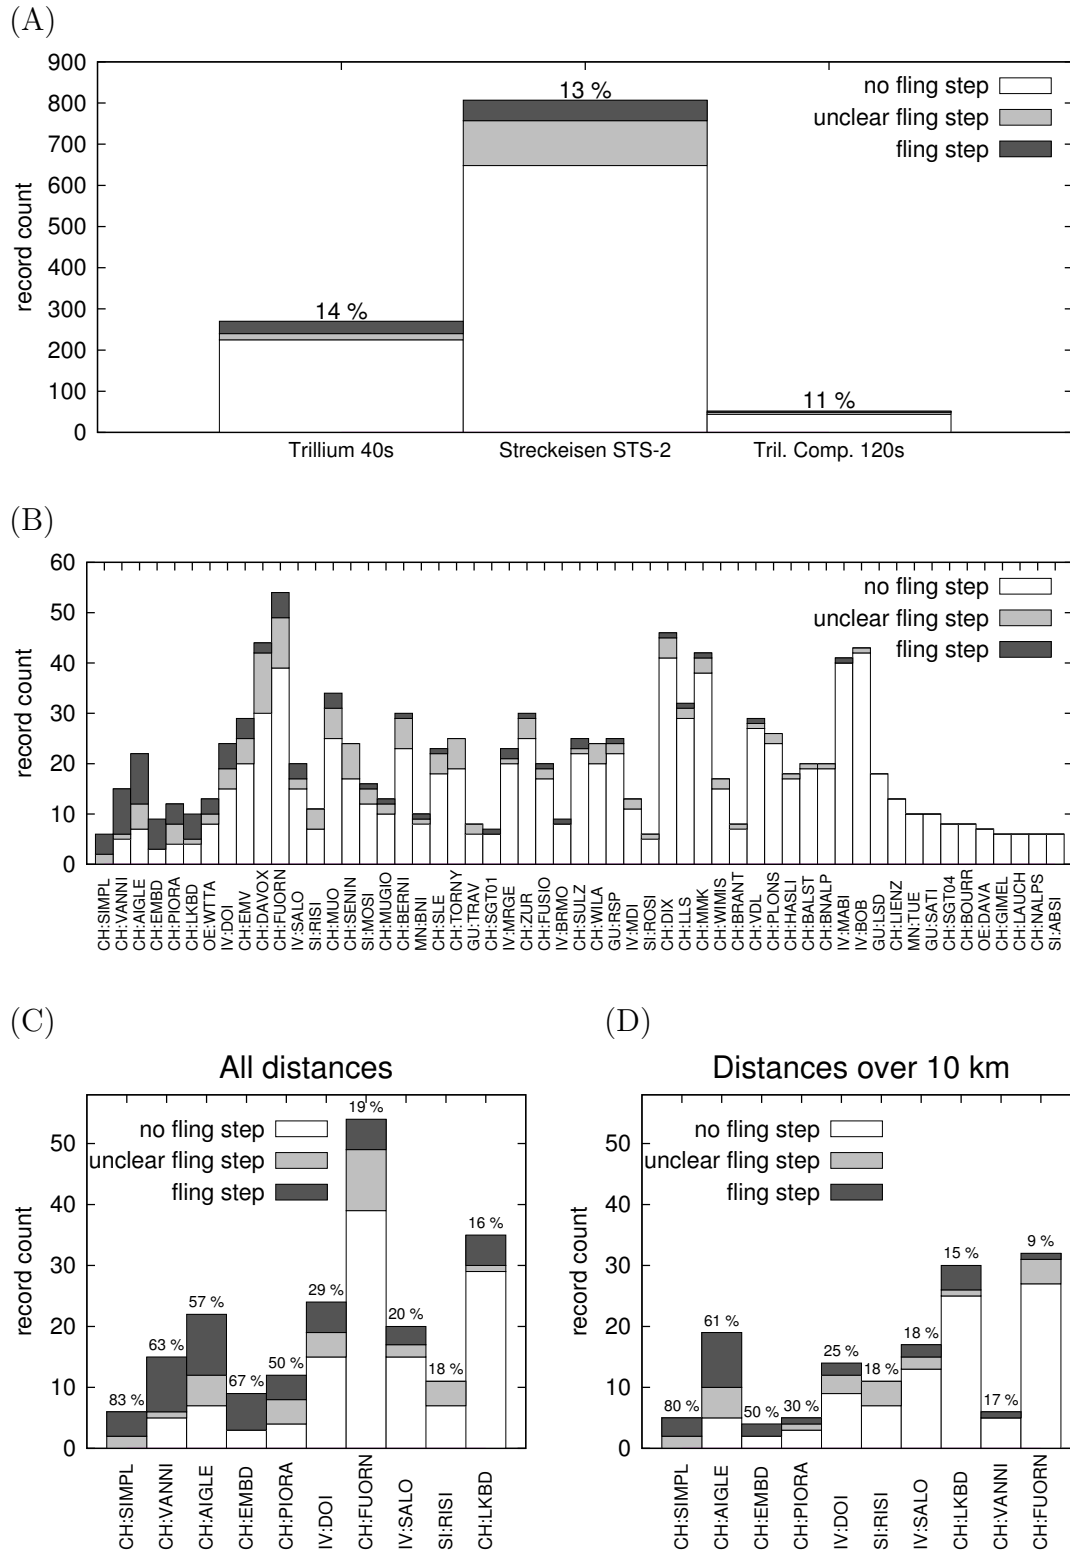 (A)
900
800
700
600
500
400
300
200
100
0
record count
14 %
13 %
11 %
no fling step
unclear fling step
fling step
Trillium 40s
Streckeisen STS-2
Tril. Comp. 120s
(B)
60
50
40
30
20
10
0
record count
no fling step
unclear fling step
fling step
CH:SIMPL
CH:VANNI
CH:AIGLE
CH:EMBD
CH:PIORA
CH:LKBD
OE:WTTA
IV:DOI
CH:EMV
CH:DAVOX
CH:FUORN
IV:SALO
SI:RISI
CH:MUO
CH:SENIN
SI:MOSI
CH:MUGIO
CH:BERNI
MN:BNI
CH:SLE
CH:TORNY
GU:TRAV
CH:SGT01
IV:MRGE
CH:ZUR
CH:FUSIO
IV:BRMO
CH:SULZ
CH:WILA
GU:RSP
IV:MDI
SI:ROSI
CH:DIX
CH:LLS
CH:MMK
CH:WIMIS
CH:BRANT
CH:VDL
CH:PLONS
CH:HASLI
CH:BALST
CH:BNALP
IV:MABI
IV:BOB
GU:LSD
CH:LIENZ
MN:TUE
GU:SATI
CH:SGT04
CH:BOURR
OE:DAVA
CH:GIMEL
CH:LAUCH
CH:NALPS
SI:ABSI
(C)
All distances
50
40
30
20
10
0
record count
no fling step
unclear fling step
fling step
83 %
63 %
57 %
67 %
50 %
29 %
19 %
20 %
18 %
16 %
CH:SIMPL
CH:VANNI
CH:AIGLE
CH:EMBD
CH:PIORA
IV:DOI
CH:FUORN
IV:SALO
SI:RISI
CH:LKBD
(D)
Distances over 10 km
50
40
30
20
10
0
record count
no fling step
unclear fling step
fling step
80 %
61 %
50 %
30 %
25 %
18 %
18 %
15 %
17 %
9 %
CH:SIMPL
CH:AIGLE
CH:EMBD
CH:PIORA
IV:DOI
SI:RISI
IV:SALO
CH:LKBD
CH:VANNI
CH:FUORN